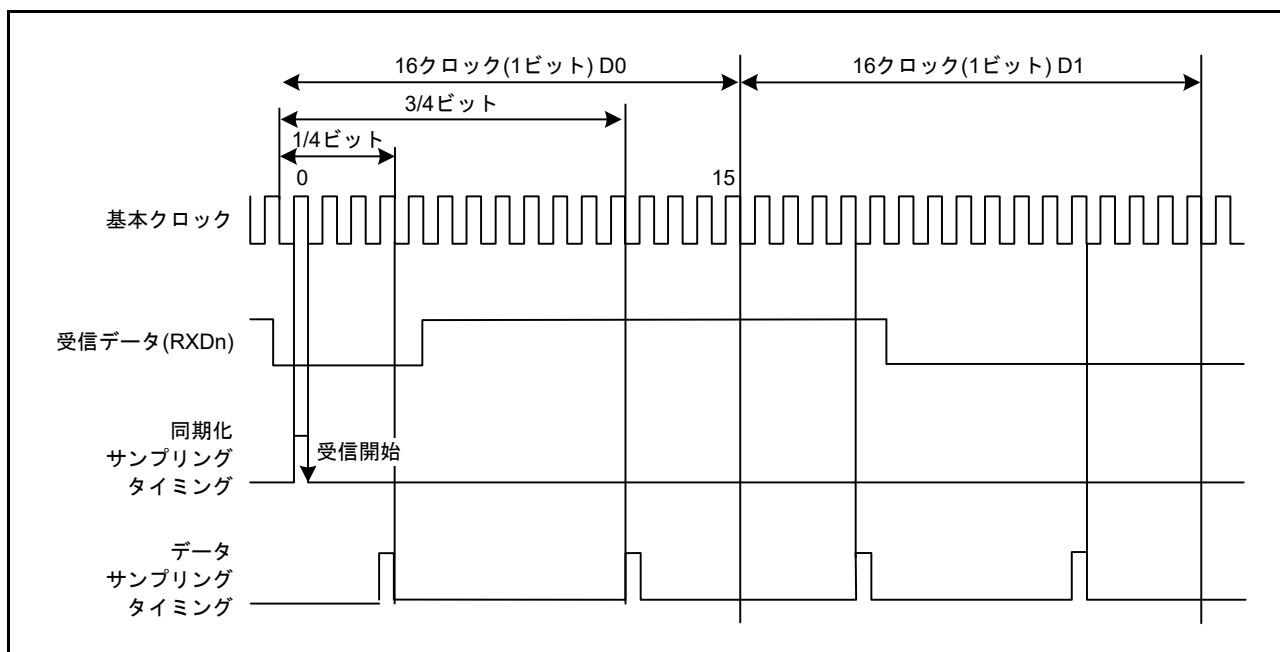 16クロック(1ビット) D0
16クロック(1ビット) D1
3/4ビット
1/4ビット
0
15
基本クロック
受信データ(RXDn)
同期化
サンプリング
タイミング
受信開始
データ
サンプリング
タイミング